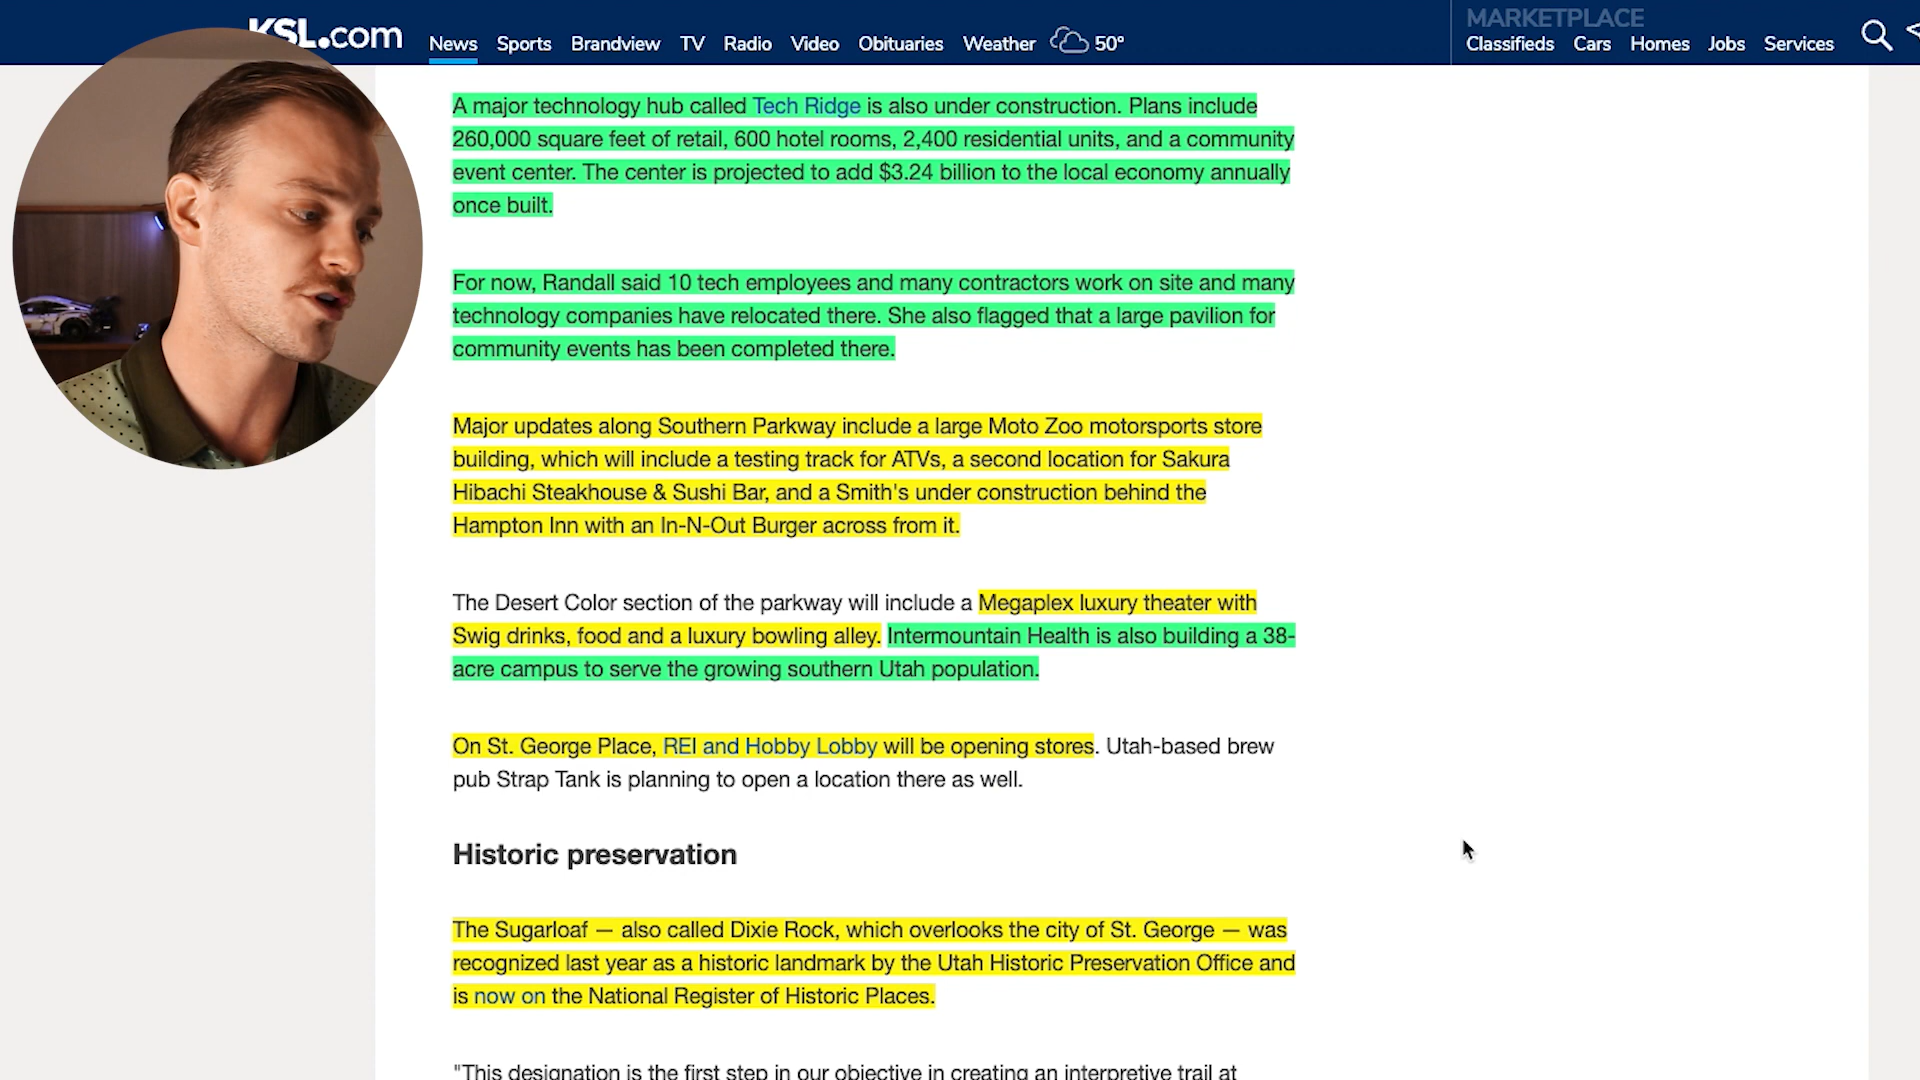 KSL.com
News Sports Brandview TV Radio Video Obituaries Weather 50°
MARKETPLACE
Classifieds Cars Homes Jobs Services
A major technology hub called Tech Ridge is also under construction. Plans include
260,000 square feet of retail, 600 hotel rooms, 2,400 residential units, and a community
event center. The center is projected to add $3.24 billion to the local economy annually
once built.
For now, Randall said 10 tech employees and many contractors work on site and many
technology companies have relocated there. She also flagged that a large pavilion for
community events has been completed there.
Major updates along Southern Parkway include a large Moto Zoo motorsports store
building, which will include a testing track for ATVs, a second location for Sakura
Hibachi Steakhouse & Sushi Bar, and a Smith's under construction behind the
Hampton Inn with an In-N-Out Burger across from it.
The Desert Color section of the parkway will include a Megaplex luxury theater with
Swig drinks, food and a luxury bowling alley. Intermountain Health is also building a 38-
acre campus to serve the growing southern Utah population.
On St. George Place, REI and Hobby Lobby will be opening stores. Utah-based brew
pub Strap Tank is planning to open a location there as well.
Historic preservation
The Sugarloaf — also called Dixie Rock, which overlooks the city of St. George — was
recognized last year as a historic landmark by the Utah Historic Preservation Office and
is now on the National Register of Historic Places.
"This designation is the first step in our objective in creating an interpretive trail at